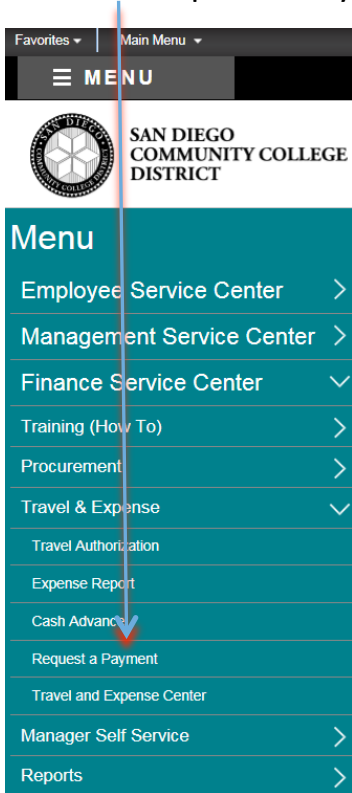 Favorites Main Menu
MENU
SAN DIEGO
COMMUNITY COLLEGE
DISTRICT
Menu
Employee Service Center
Management Service Center
Finance Service Center
Training (How To)
Procurement
Travel & Expense
Travel Authorization
Expense Report
Cash Advance
Request a Payment
Travel and Expense Center
Manager Self Service
Reports